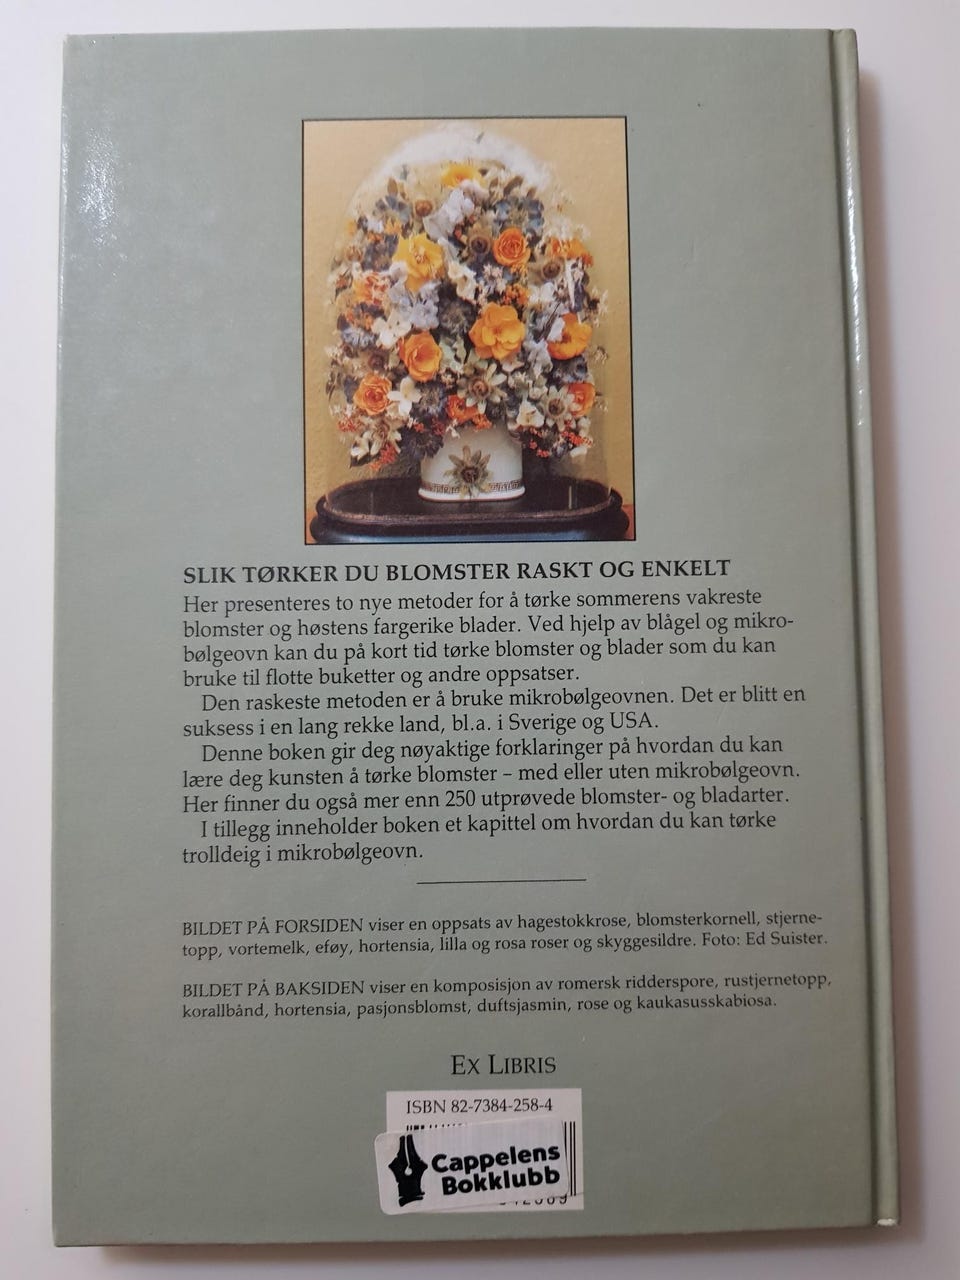 SLIK TØRKER DU BLOMSTER RASKT OG ENKELT
Her presenteres to nye metoder for å tørke sommerens vakreste
blomster og høstens fargerike blader. Ved hjelp av blågel og mikro-
bølgeovn kan du på kort tid tørke blomster og blader som du kan
bruke til flotte buketter og andre oppsatser.
Den raskeste metoden er å bruke mikrobølgeovnen. Det er blitt en
suksess i en lang rekke land, bl.a. i Sverige og USA.
Denne boken gir deg nøyaktige forklaringer på hvordan du kan
lære deg kunsten å tørke blomster – med eller uten mikrobølgeovn.
Her finner du også mer enn 250 utprøvede blomster- og bladarter.
I tillegg inneholder boken et kapittel om hvordan du kan tørke
trolldeig i mikrobølgeovn.
BILDET PÅ FORSIDEN viser en oppsats av hagestokkrose, blomsterkornell, stjerne-
topp, vortemelk, eføy, hortensia, lilla og rosa roser og skyggesildre. Foto: Ed Suister.
BILDET PÅ BAKSIDEN viser en komposisjon av romersk ridderspore, rustjernetopp,
korallbånd, hortensia, pasjonsblomst, duftsjasmin, rose og kaukasusskabiosa.
EX LIBRIS
ISBN 82-7384-258-4
Cappelens
Bokklubb